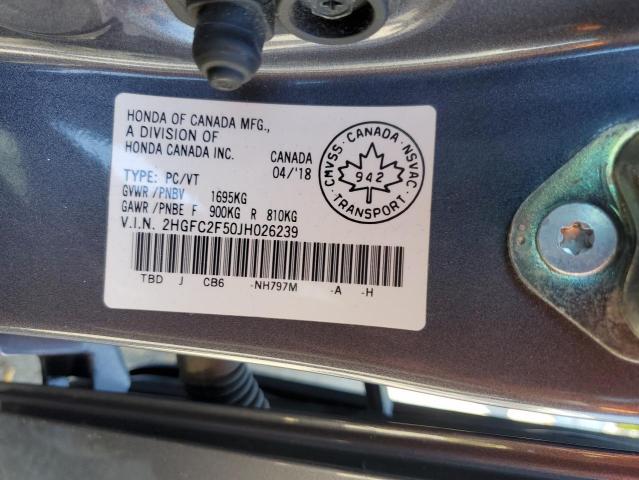 HONDA OF CANADA MFG.,
A DIVISION OF
HONDA CANADA INC.
CANADA
04/'18
TYPE: PC/VT
GVWR/PNBV 1695KG
GAWR/PNBE F 900KG R 810KG
V.I.N. 2HGFC2F50JH026239
TBD J CB6 -NH797M -A -H
CANADA
CMVSS
NSVAC
942
TRANSPORT